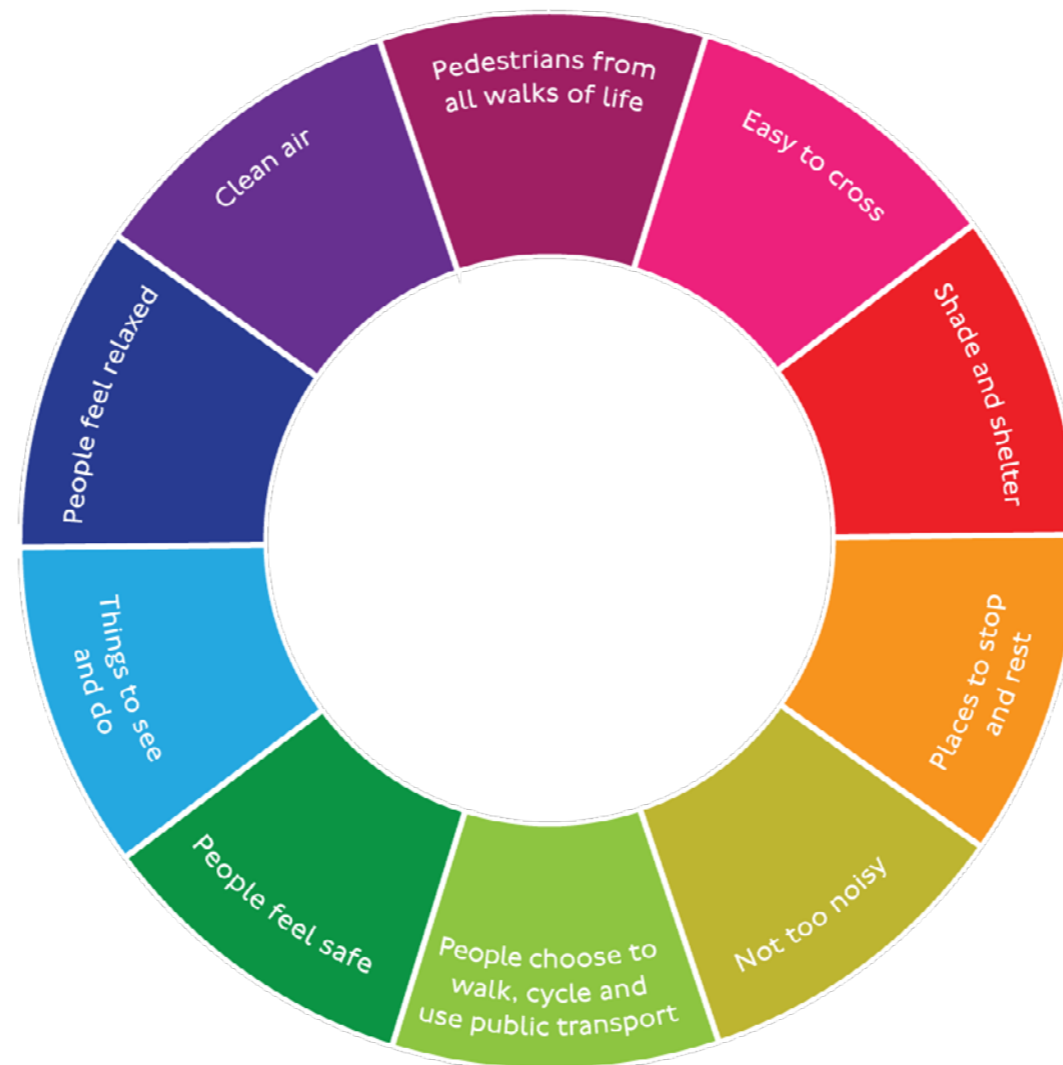 Pedestrians from
all walks of life
Easy to cross
Shade and shelter
Places to stop
and rest
Not too noisy
People choose to
walk, cycle and
use public transport
People feel safe
Things to see
and do
People feel relaxed
Clean air